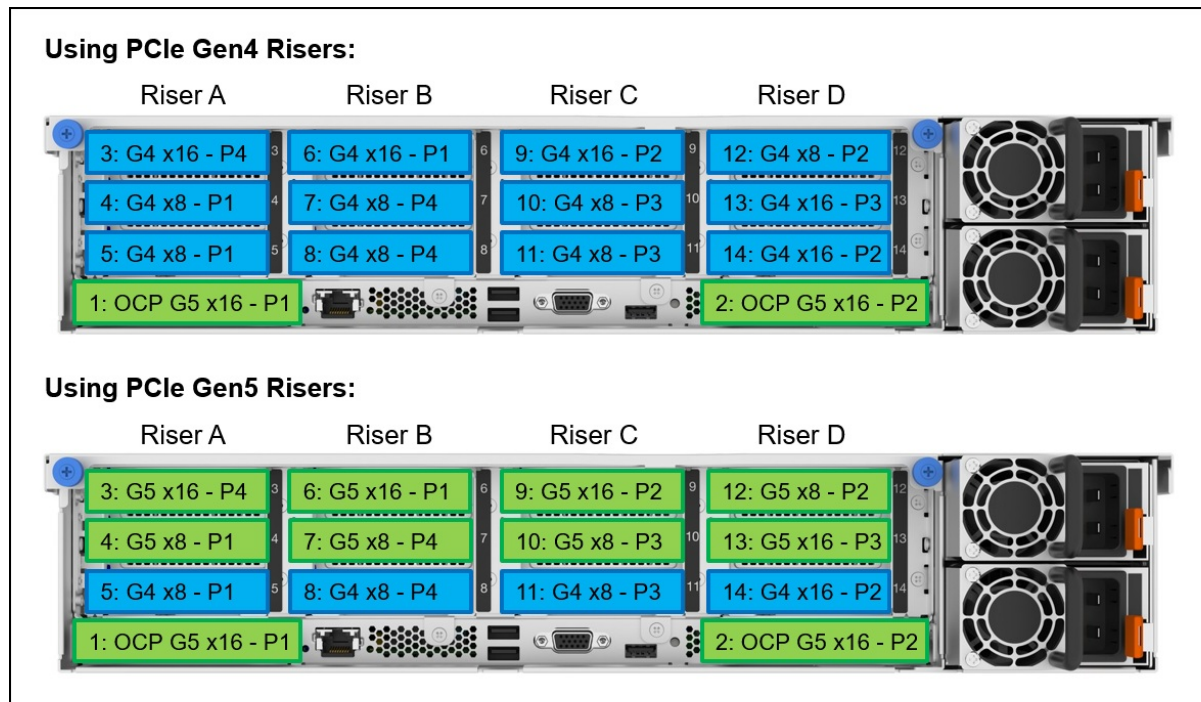 Using PCIe Gen4 Risers:
Riser A Riser B Riser C Riser D
3: G4 x16 - P4 3 6: G4 x16 - P1 6 9: G4 x16 - P2 9 12: G4 x8 - P2 12
4: G4 x8 - P1 4 7: G4 x8 - P4 7 10: G4 x8 - P3 10 13: G4 x16 - P3 13
5: G4 x8 - P1 5 8: G4 x8 - P4 8 11: G4 x8 - P3 11 14: G4 x16 - P2 14
1: OCP G5 x16 - P1 2: OCP G5 x16 - P2
Using PCIe Gen5 Risers:
Riser A Riser B Riser C Riser D
3: G5 x16 - P4 3 6: G5 x16 - P1 6 9: G5 x16 - P2 9 12: G5 x8 - P2 12
4: G5 x8 - P1 4 7: G5 x8 - P4 7 10: G5 x8 - P3 10 13: G5 x16 - P3 13
5: G4 x8 - P1 5 8: G4 x8 - P4 8 11: G4 x8 - P3 11 14: G4 x16 - P2 14
1: OCP G5 x16 - P1 2: OCP G5 x16 - P2